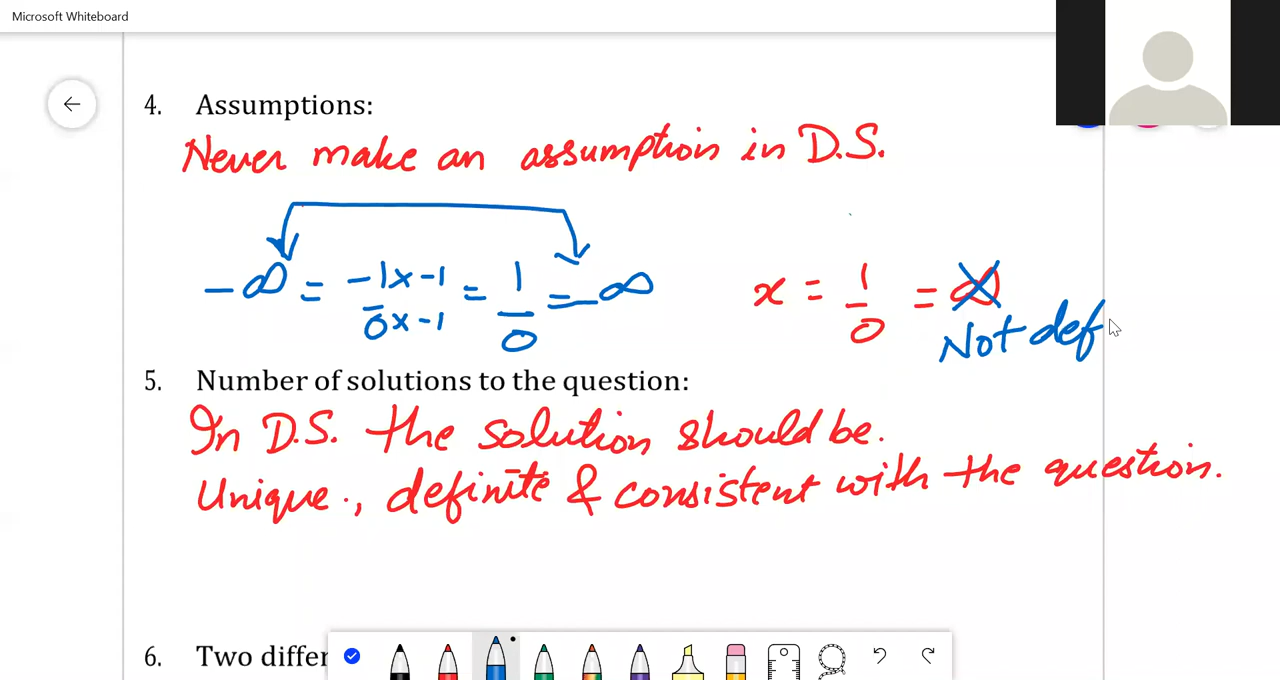 Microsoft Whiteboard
4. Assumptions:
Never make an assumption in D.S.
-∞ = -1x-1 / 0x-1 = 1/0 = -∞
x = 1/0 = ∞
Not def
5. Number of solutions to the question:
In D.S. the solution should be.
Unique., definite & consistent with the question.
6. Two differ